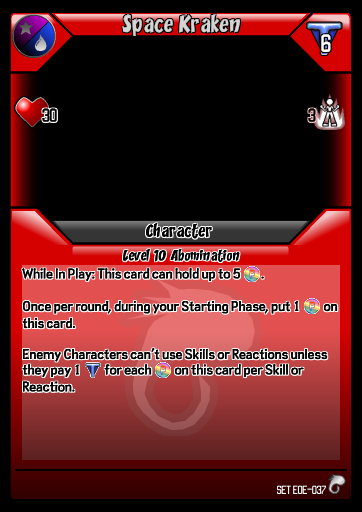 Space Kraken
6
30
3
Character
Level 10 Abomination
While In Play: This card can hold up to 5 .
Once per round, during your Starting Phase, put 1 on
this card.
Enemy Characters can't use Skills or Reactions unless
they pay 1 for each on this card per Skill or
Reaction.
SET EOE-037